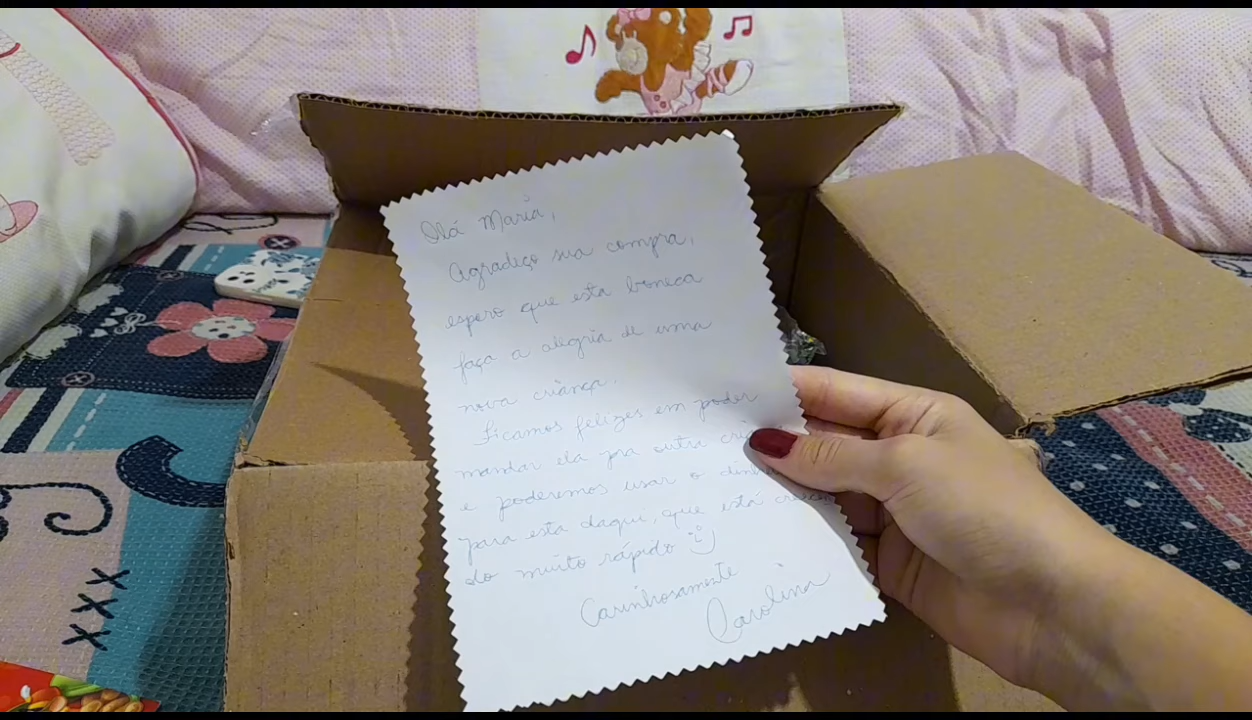 Olá Maria,
Agradeço sua compra,
espero que esta boneca
faça a alegria de uma
nova criança.
Ficamos felizes em poder
mandar ela pra outra
e poderemos usar o
para esta daqui, que está crescen
do muito rápido
Carinhosamente
Carolina